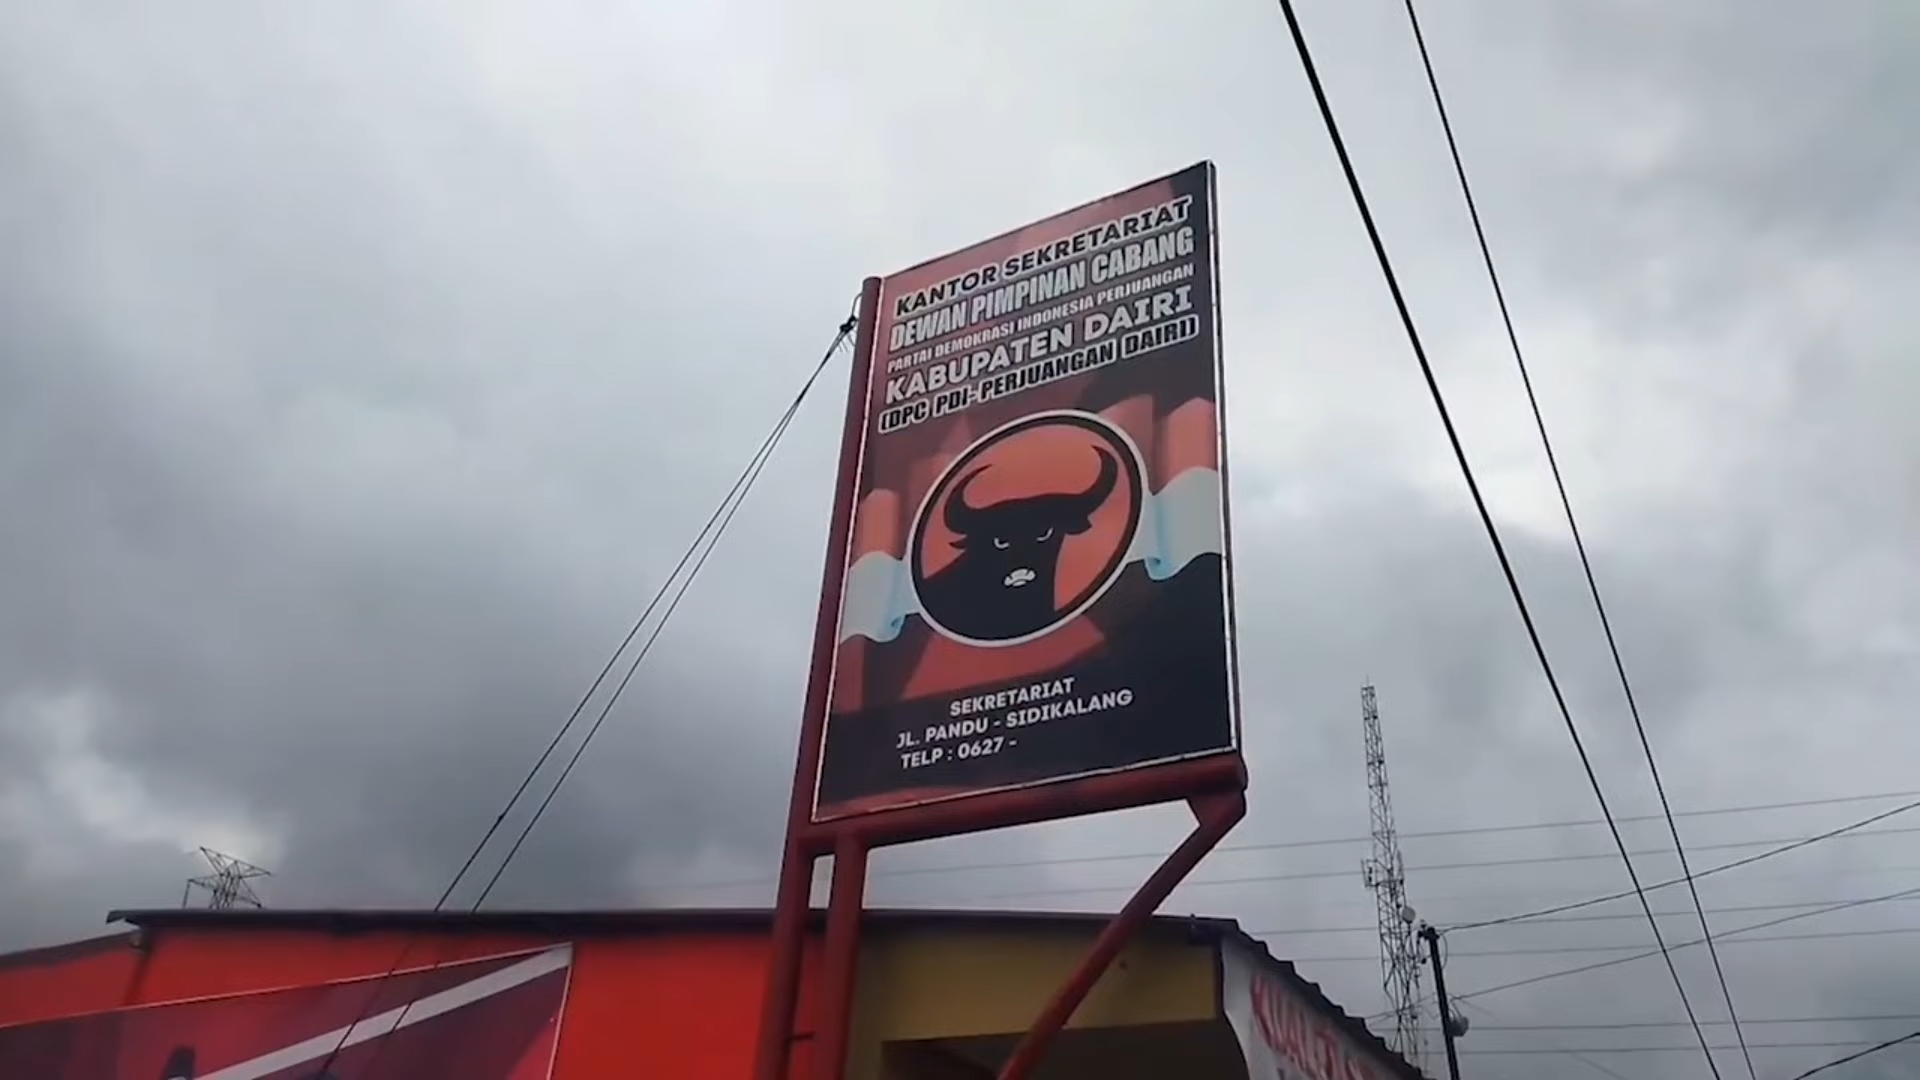 KANTOR SEKRETARIAT
DEWAN PIMPINAN CABANG
PARTAI DEMOKRASI INDONESIA PERJUANGAN
KABUPATEN DAIRI
(DPC PDI-PERJUANGAN DAIRI)
SEKRETARIAT
JL. PANDU - SIDIKALANG
TELP : 0627 -